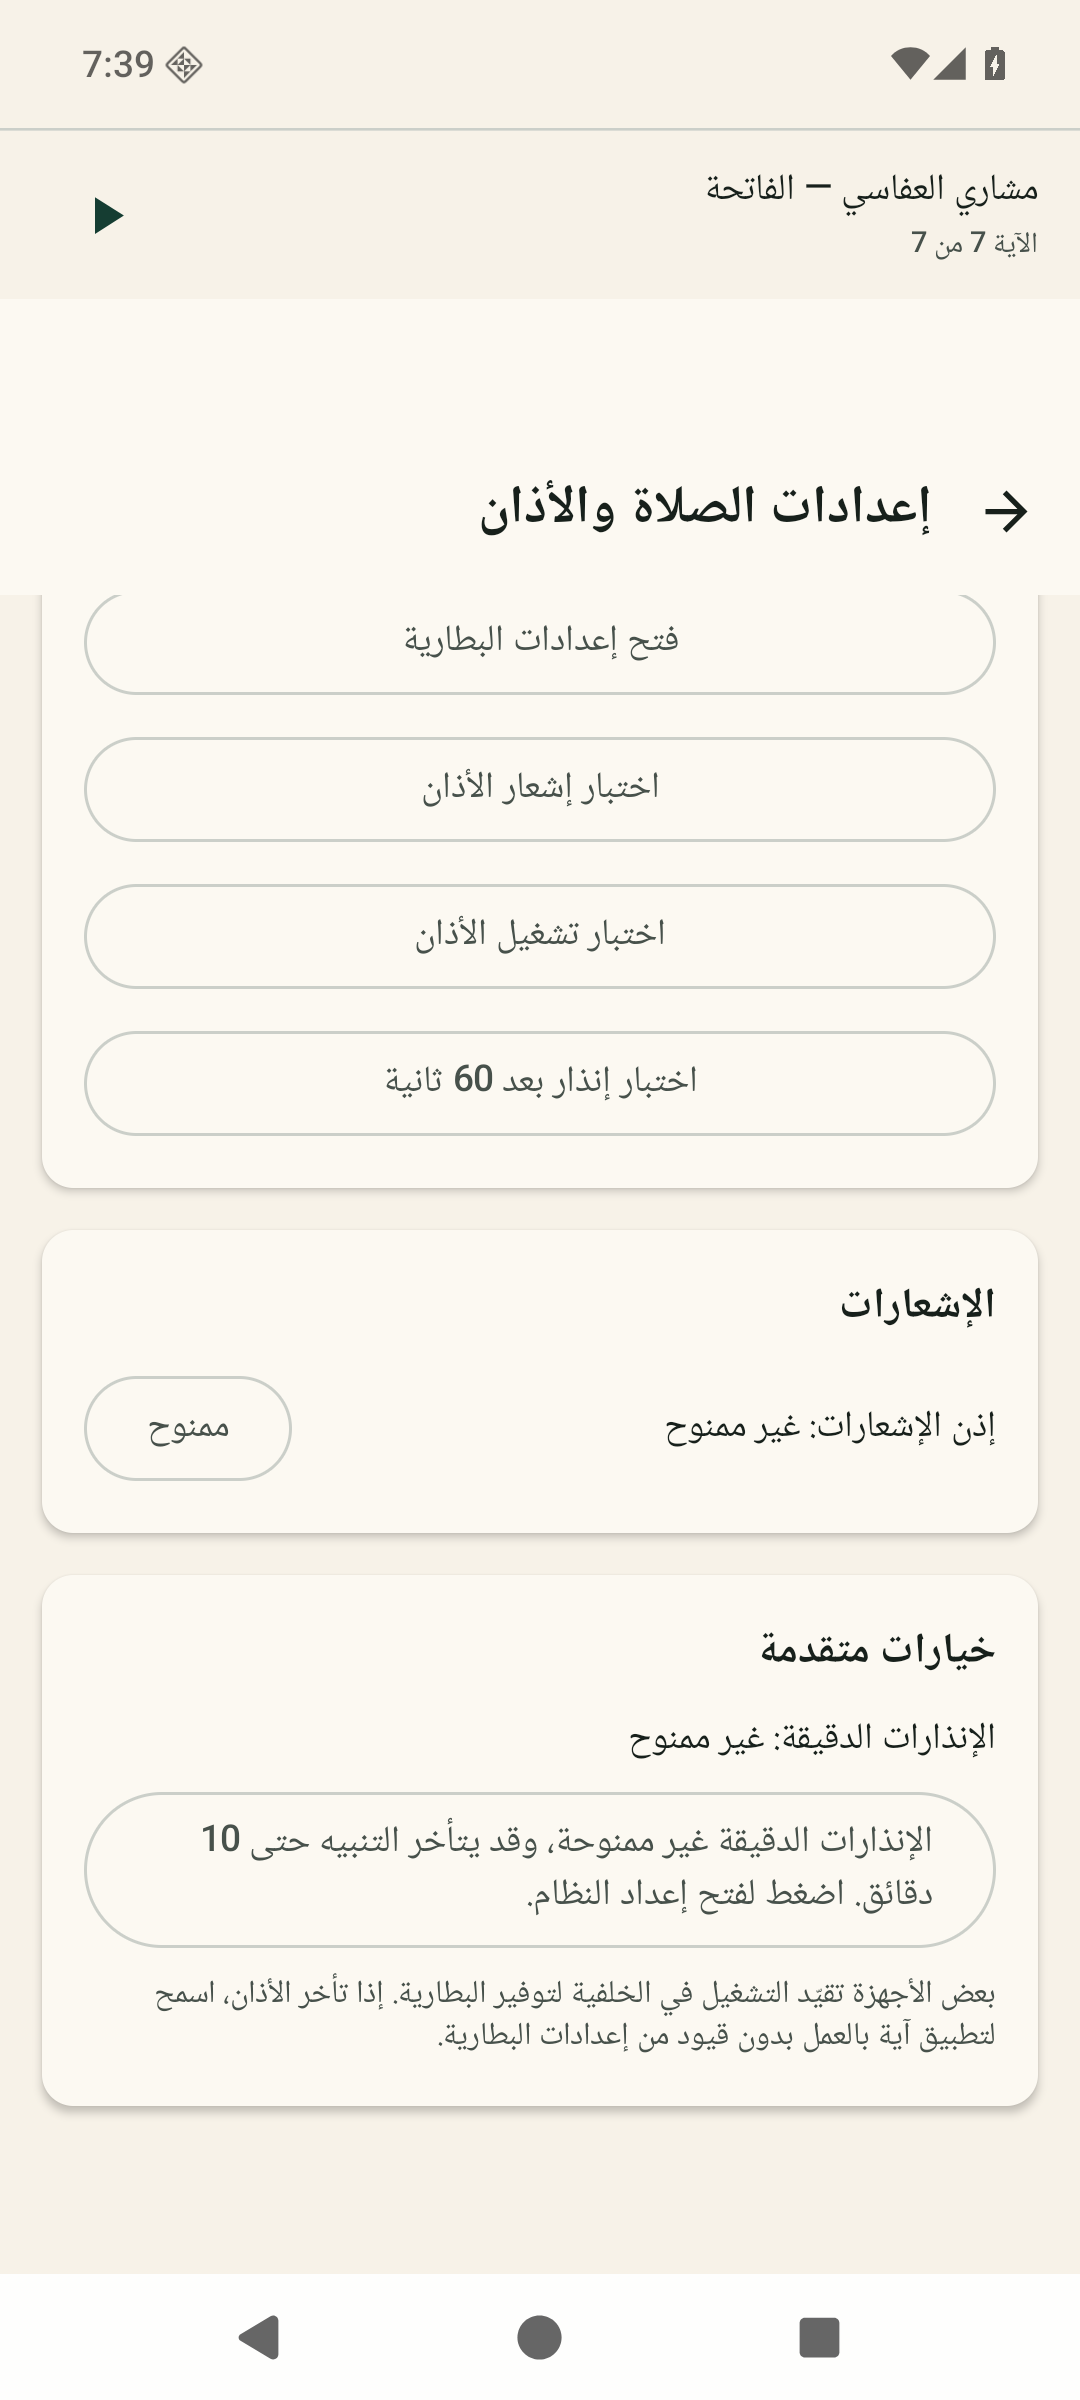 7:39
مشاري العفاسي — الفاتحة
الآية 7 من 7
إعدادات الصلاة والأذان
فتح إعدادات البطارية
اختبار إشعار الأذان
اختبار تشغيل الأذان
اختبار إنذار بعد 60 ثانية
الإشعارات
إذن الإشعارات: غير ممنوح
ممنوح
خيارات متقدمة
الإنذارات الدقيقة: غير ممنوح
الإنذارات الدقيقة غير ممنوحة، وقد يتأخر التنبيه حتى 10
دقائق. اضغط لفتح إعداد النظام.
بعض الأجهزة تقيّد التشغيل في الخلفية لتوفير البطارية. إذا تأخر الأذان، اسمح
لتطبيق آية بالعمل بدون قيود من إعدادات البطارية.